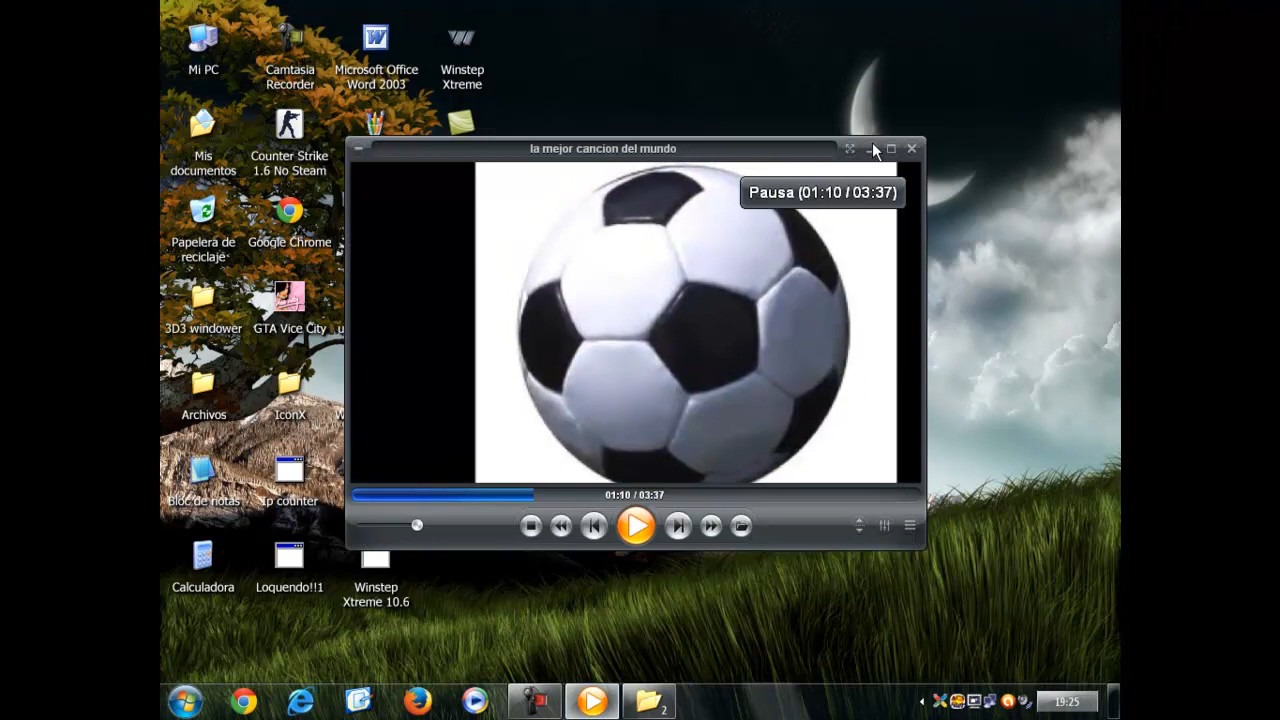 Mi PC
Camtasia
Recorder
Microsoft Office
Word 2003
Winstep
Xtreme
Mis
documentos
Counter Strike
1.6 No Steam
la mejor cancion del mundo
Pausa (01:10 / 03:37)
Papelera de
reciclaje
Google Chrome
3D3 windower
GTA Vice City
Archivos
IconX
Bloc de notas
Ip counter
01:10 / 03:37
Calculadora
Loquendo!!1
Winstep
Xtreme 10.6
2
19:25